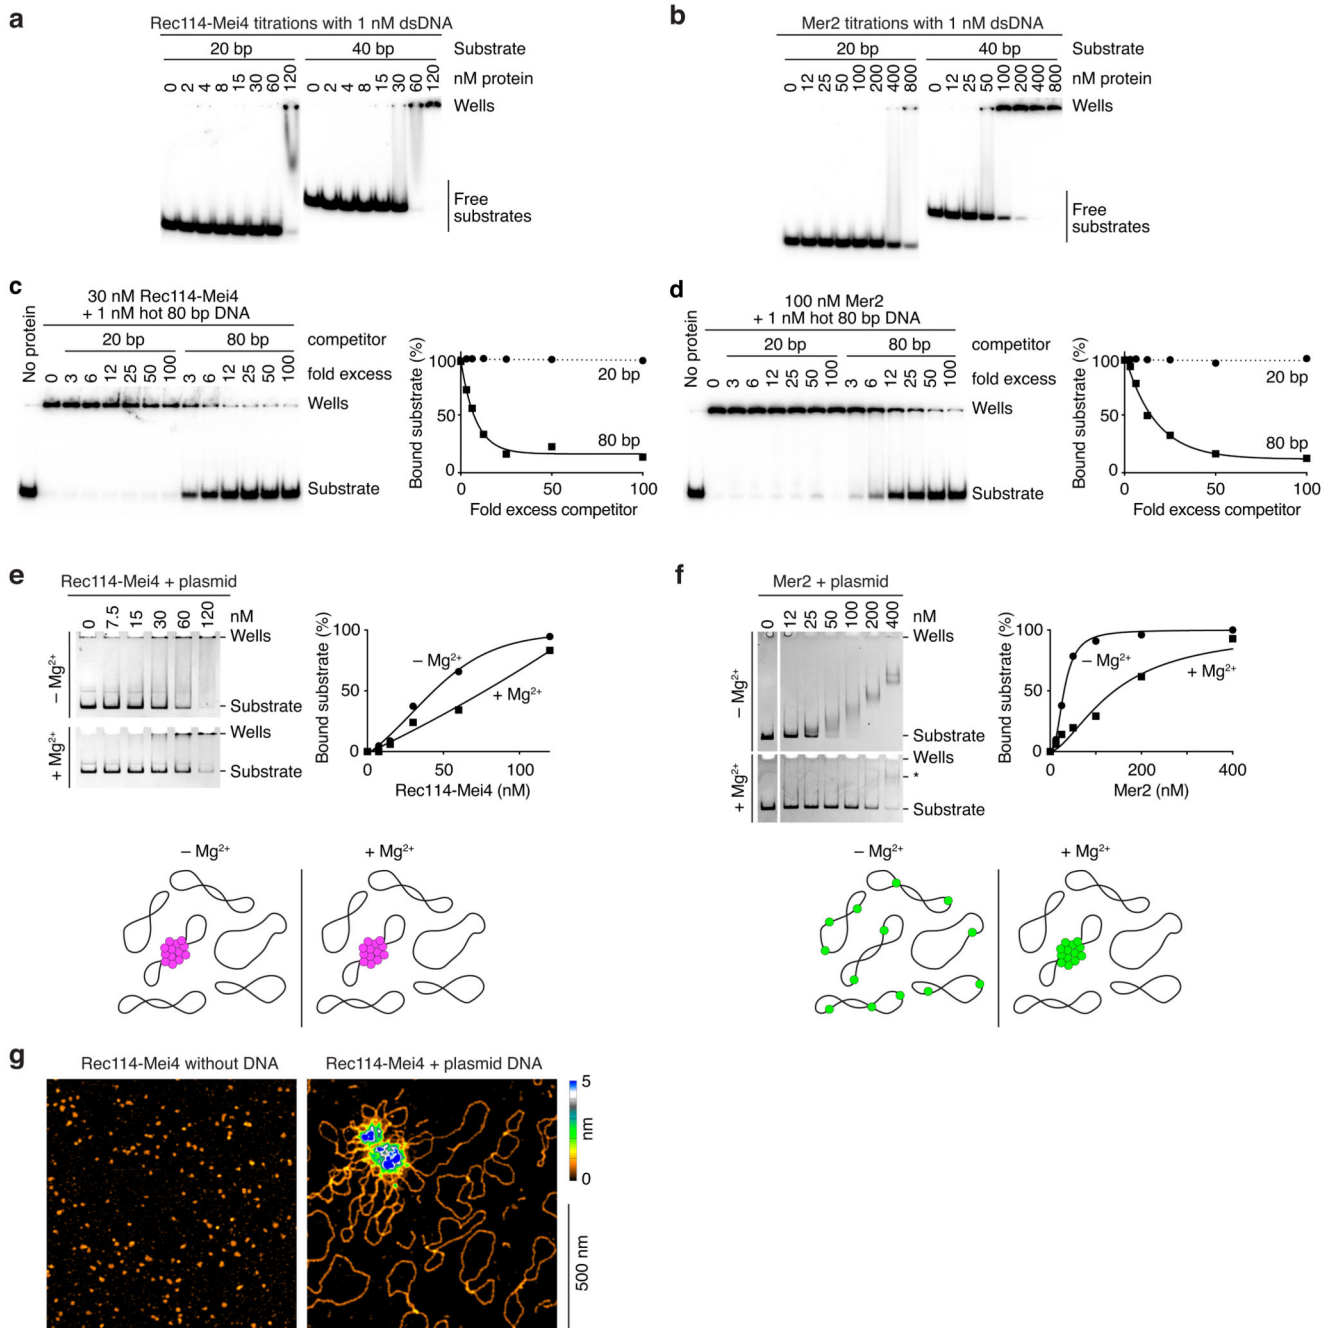 a
Rec114-Mei4 titrations with 1 nM dsDNA
20 bp 40 bp Substrate
0 2 4 8 15 30 60 120 0 2 4 8 15 30 60 120 nM protein
Wells
Free
substrates
b
Mer2 titrations with 1 nM dsDNA
20 bp 40 bp Substrate
0 12 25 50 100 200 400 800 0 12 25 50 100 200 400 800 nM protein
Wells
Free
substrates
c
No protein
30 nM Rec114-Mei4
+ 1 nM hot 80 bp DNA
20 bp 80 bp competitor
0 3 6 12 25 50 100 3 6 12 25 50 100 fold excess
Wells
Substrate
Bound substrate (%)
100
50
0
20 bp
80 bp
0 50 100
Fold excess competitor
d
No protein
100 nM Mer2
+ 1 nM hot 80 bp DNA
20 bp 80 bp competitor
0 3 6 12 25 50 100 3 6 12 25 50 100 fold excess
Wells
Substrate
Bound substrate (%)
100
50
0
20 bp
80 bp
0 50 100
Fold excess competitor
e
Rec114-Mei4 + plasmid
0 7.5 15 30 60 120 nM
– Mg2+
Wells
Substrate
+ Mg2+
Wells
Substrate
Bound substrate (%)
100
50
0
– Mg2+
+ Mg2+
0 50 100
Rec114-Mei4 (nM)
– Mg2+ + Mg2+
f
Mer2 + plasmid
0 12 25 50 100 200 400 nM
– Mg2+
Wells
Substrate
+ Mg2+
Wells
*
Substrate
Bound substrate (%)
100
50
0
– Mg2+
+ Mg2+
0 200 400
Mer2 (nM)
– Mg2+ + Mg2+
g
Rec114-Mei4 without DNA Rec114-Mei4 + plasmid DNA
5
nm
0
500 nm